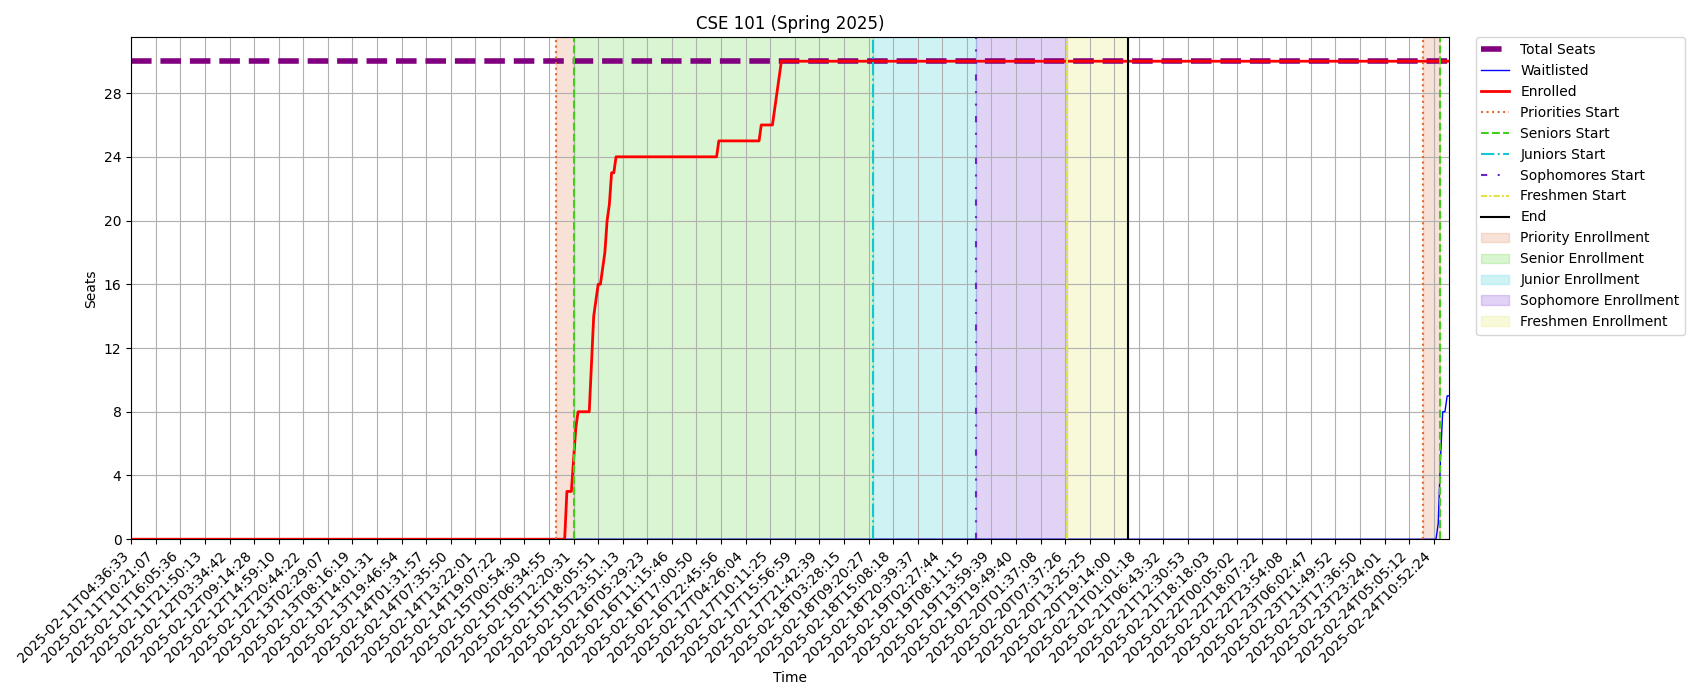 CSE 101 (Spring 2025)
Seats
28
24
20
16
12
8
4
0
2025-02-11T04:36:33
2025-02-11T10:21:07
2025-02-11T16:05:36
2025-02-11T21:50:13
2025-02-12T03:34:42
2025-02-12T09:14:28
2025-02-12T14:59:10
2025-02-12T20:44:22
2025-02-13T02:29:07
2025-02-13T08:16:19
2025-02-13T14:01:31
2025-02-13T19:46:54
2025-02-14T01:31:57
2025-02-14T07:35:50
2025-02-14T13:22:01
2025-02-14T19:07:22
2025-02-15T00:54:30
2025-02-15T06:34:55
2025-02-15T12:20:31
2025-02-15T18:05:51
2025-02-15T23:51:13
2025-02-16T05:29:23
2025-02-16T11:15:46
2025-02-16T17:00:50
2025-02-16T22:45:56
2025-02-17T04:26:04
2025-02-17T10:11:25
2025-02-17T15:56:59
2025-02-17T21:42:39
2025-02-18T03:28:15
2025-02-18T09:20:27
2025-02-18T15:08:18
2025-02-18T20:39:37
2025-02-19T02:27:44
2025-02-19T08:11:15
2025-02-19T13:59:39
2025-02-19T19:49:40
2025-02-20T01:37:08
2025-02-20T07:37:26
2025-02-20T13:25:25
2025-02-20T19:14:00
2025-02-21T01:01:18
2025-02-21T06:43:32
2025-02-21T12:30:53
2025-02-21T18:18:03
2025-02-22T00:05:02
2025-02-22T18:07:22
2025-02-22T23:54:08
2025-02-23T06:02:47
2025-02-23T11:49:52
2025-02-23T17:36:50
2025-02-23T23:24:01
2025-02-24T05:05:12
2025-02-24T10:52:24
Time
Total Seats
Waitlisted
Enrolled
Priorities Start
Seniors Start
Juniors Start
Sophomores Start
Freshmen Start
End
Priority Enrollment
Senior Enrollment
Junior Enrollment
Sophomore Enrollment
Freshmen Enrollment